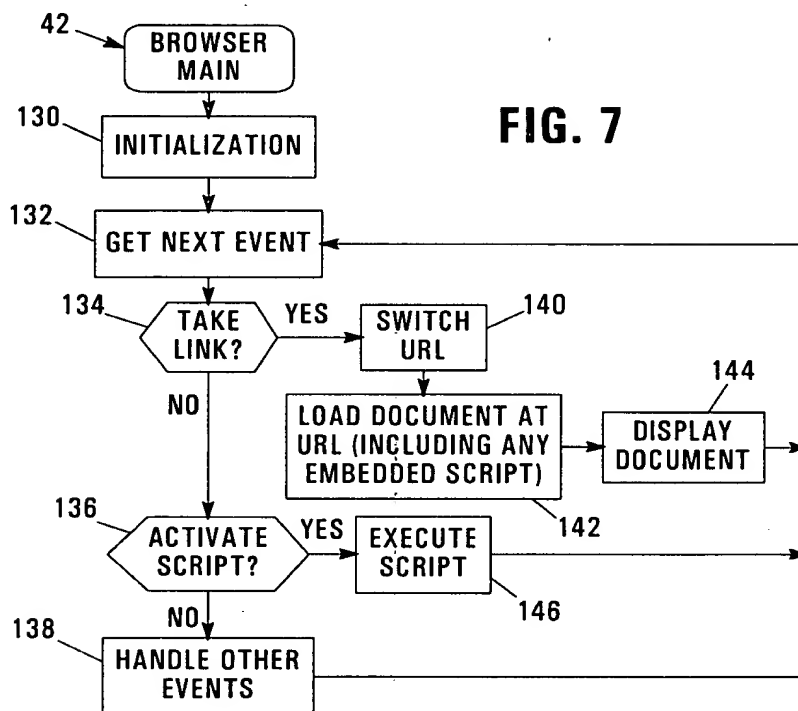 42
BROWSER
MAIN
130
INITIALIZATION
FIG. 7
132
GET NEXT EVENT
134
TAKE
LINK?
YES
SWITCH
URL
140
NO
LOAD DOCUMENT AT
URL (INCLUDING ANY
EMBEDDED SCRIPT)
142
144
DISPLAY
DOCUMENT
136
ACTIVATE
SCRIPT?
YES
EXECUTE
SCRIPT
146
NO
138
HANDLE OTHER
EVENTS